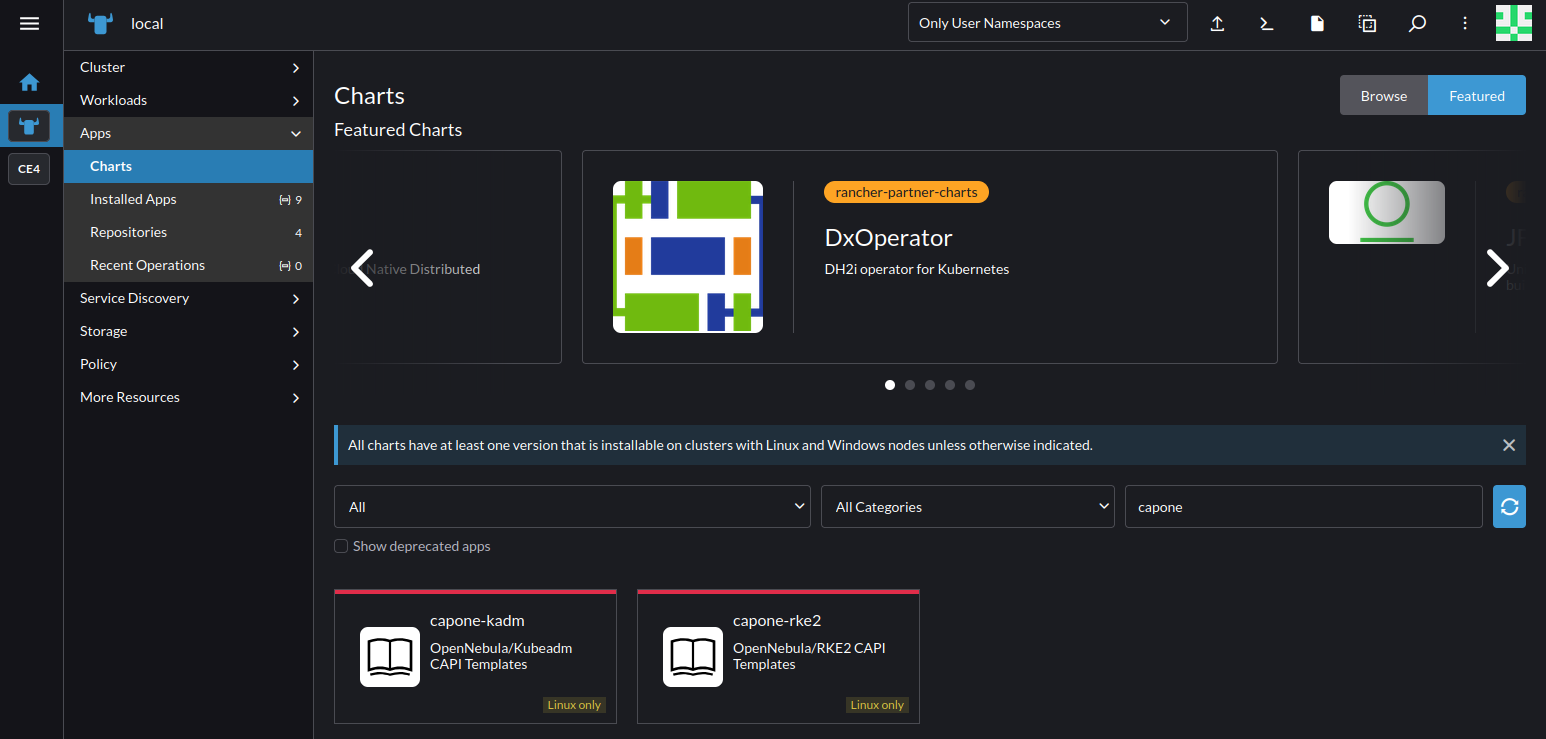 local
Only User Namespaces
CE4
Cluster
Workloads
Apps
Charts
Installed Apps 9
Repositories 4
Recent Operations 0
Service Discovery
Storage
Policy
More Resources
Charts
Browse
Featured
Featured Charts
Native Distributed
rancher-partner-charts
DxOperator
DH2i operator for Kubernetes
All charts have at least one version that is installable on clusters with Linux and Windows nodes unless otherwise indicated.
All
All Categories
capone
Show deprecated apps
capone-kadm
OpenNebula/Kubeadm
CAPI Templates
Linux only
capone-rke2
OpenNebula/RKE2 CAPI
Templates
Linux only